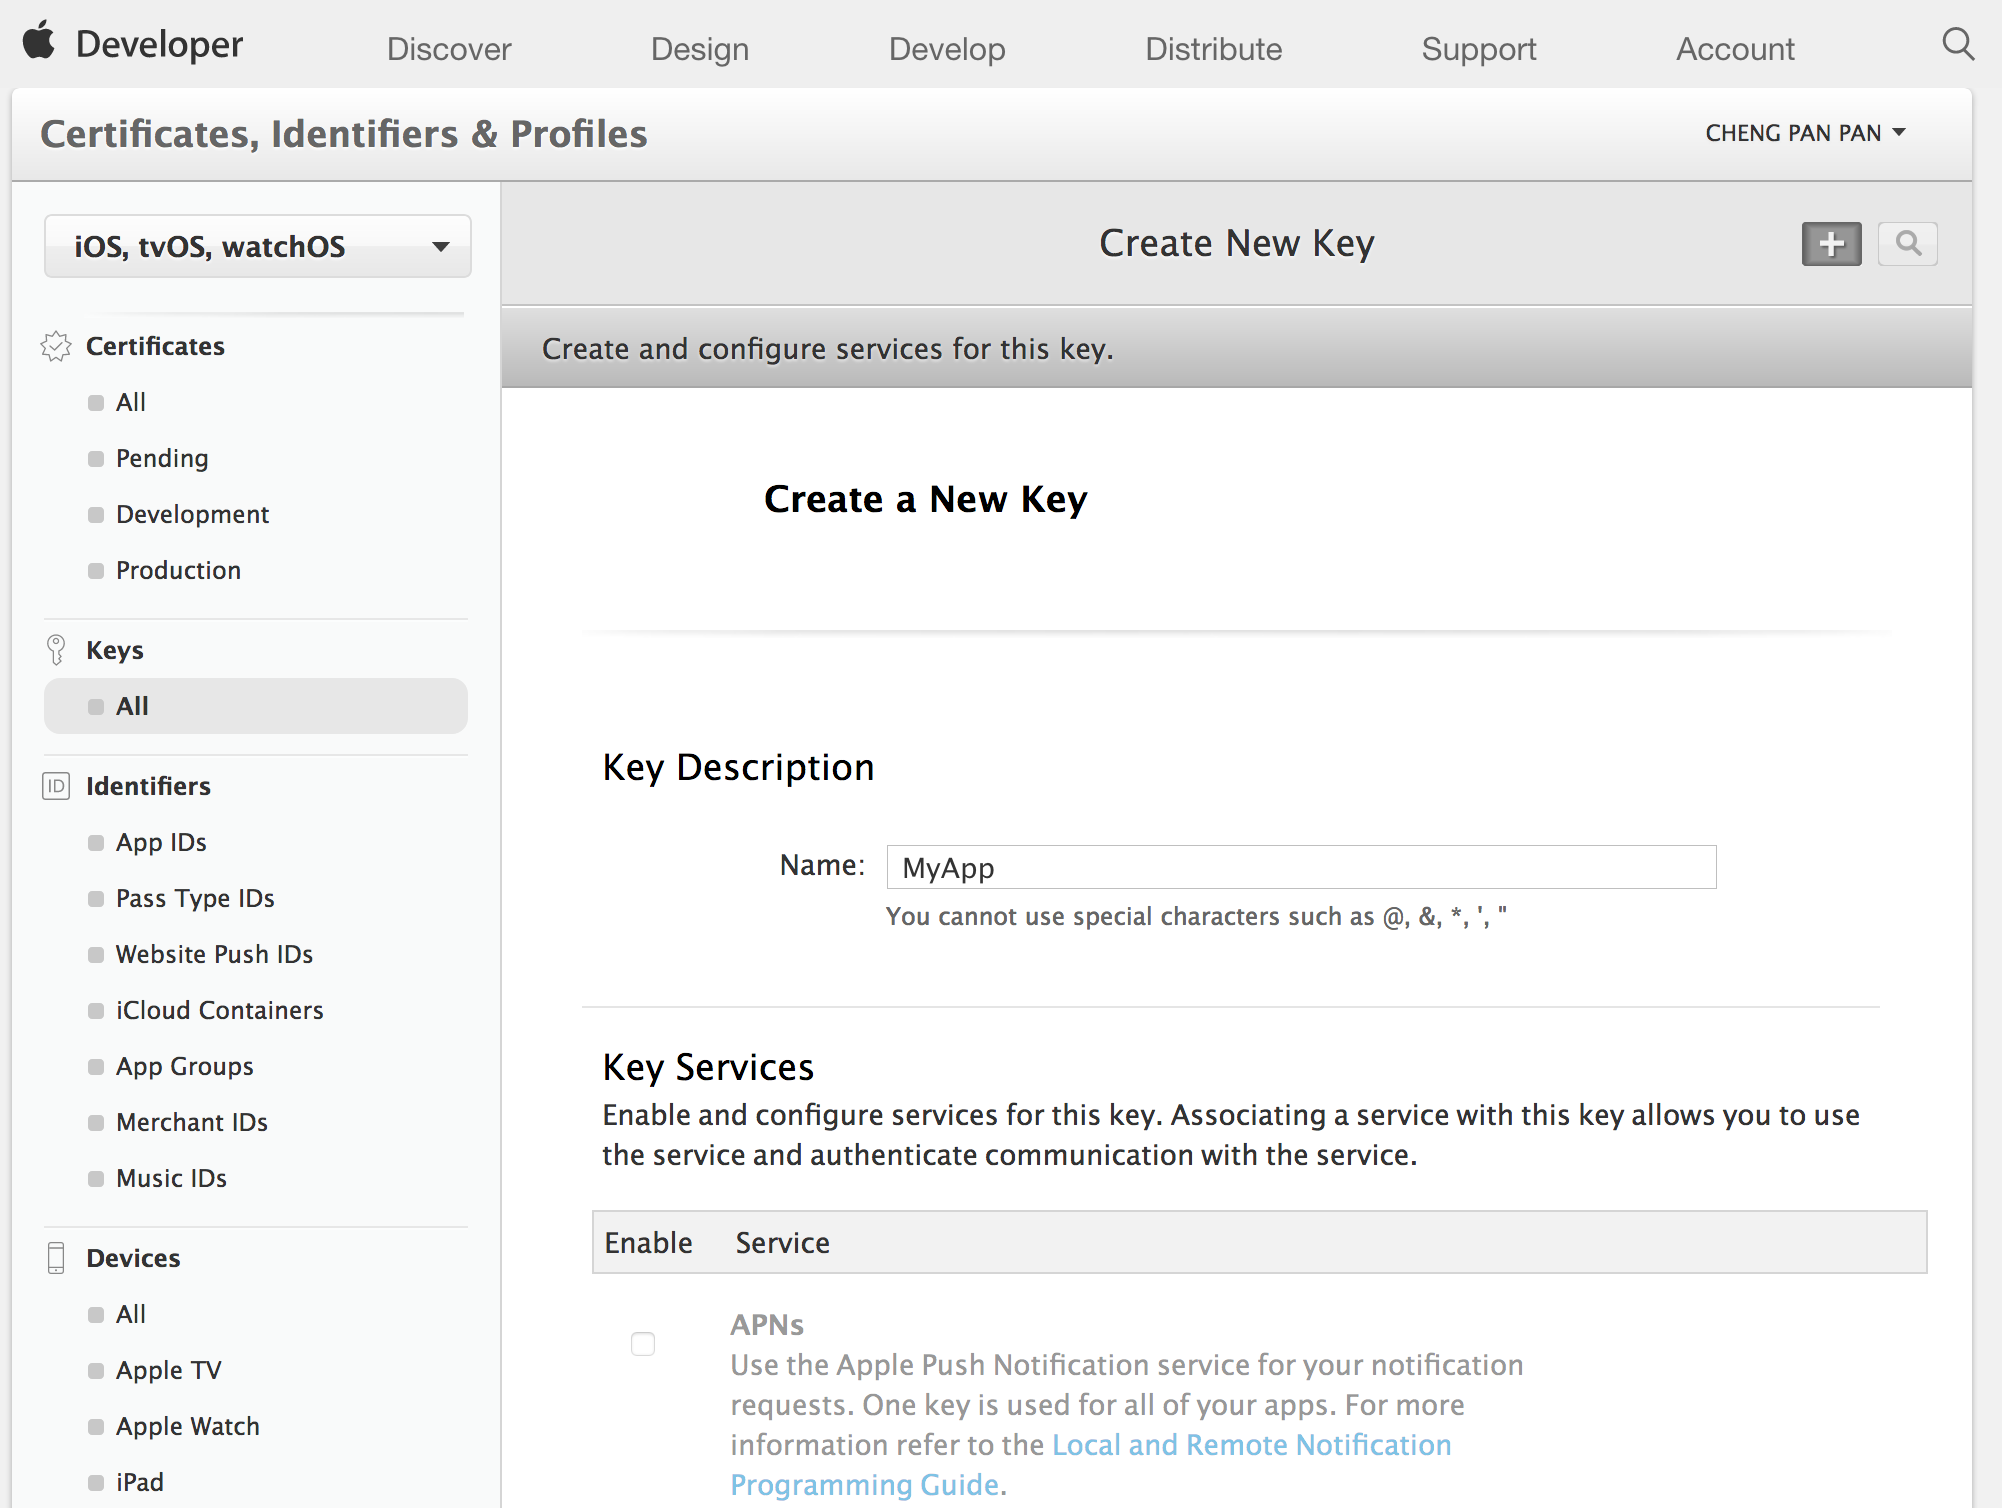 Developer
Discover
Design
Develop
Distribute
Support
Account
Certificates, Identifiers & Profiles
CHENG PAN PAN
iOS, tvOS, watchOS
Certificates
All
Pending
Development
Production
Keys
All
Identifiers
App IDs
Pass Type IDs
Website Push IDs
iCloud Containers
App Groups
Merchant IDs
Music IDs
Devices
All
Apple TV
Apple Watch
iPad
Create New Key
Create and configure services for this key.
Create a New Key
Key Description
Name: MyApp
You cannot use special characters such as @, &, *, ', "
Key Services
Enable and configure services for this key. Associating a service with this key allows you to use
the service and authenticate communication with the service.
Enable Service
APNs
Use the Apple Push Notification service for your notification
requests. One key is used for all of your apps. For more
information refer to the Local and Remote Notification
Programming Guide.
ID